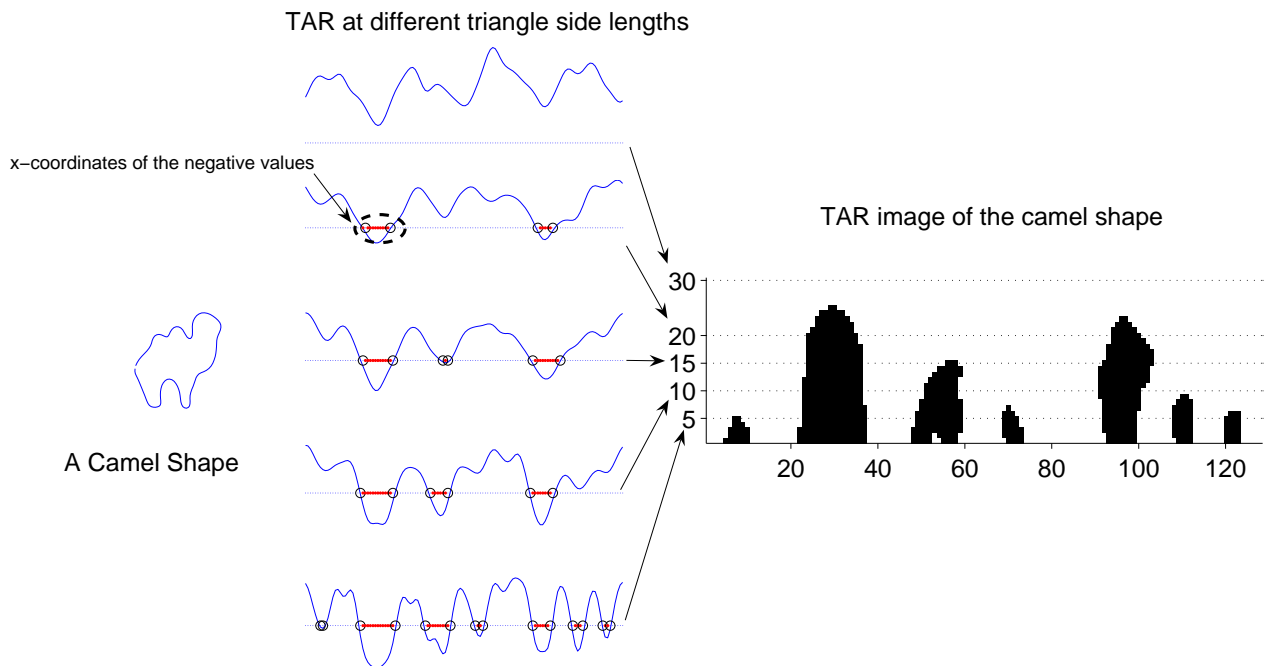 TAR at different triangle side lengths
x−coordinates of the negative values
TAR image of the camel shape
30
20
15
10
5
20 40 60 80 100 120
A Camel Shape